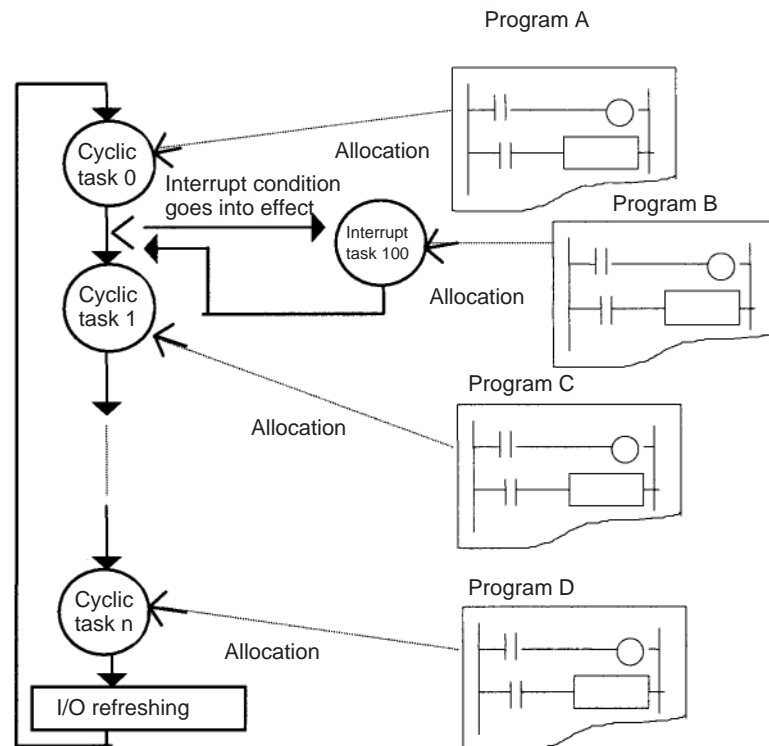 Program A
Cyclic
task 0
Allocation
Interrupt condition
goes into effect
Program B
Interrupt
task 100
Allocation
Cyclic
task 1
Program C
Allocation
Cyclic
task n
Program D
Allocation
I/O refreshing